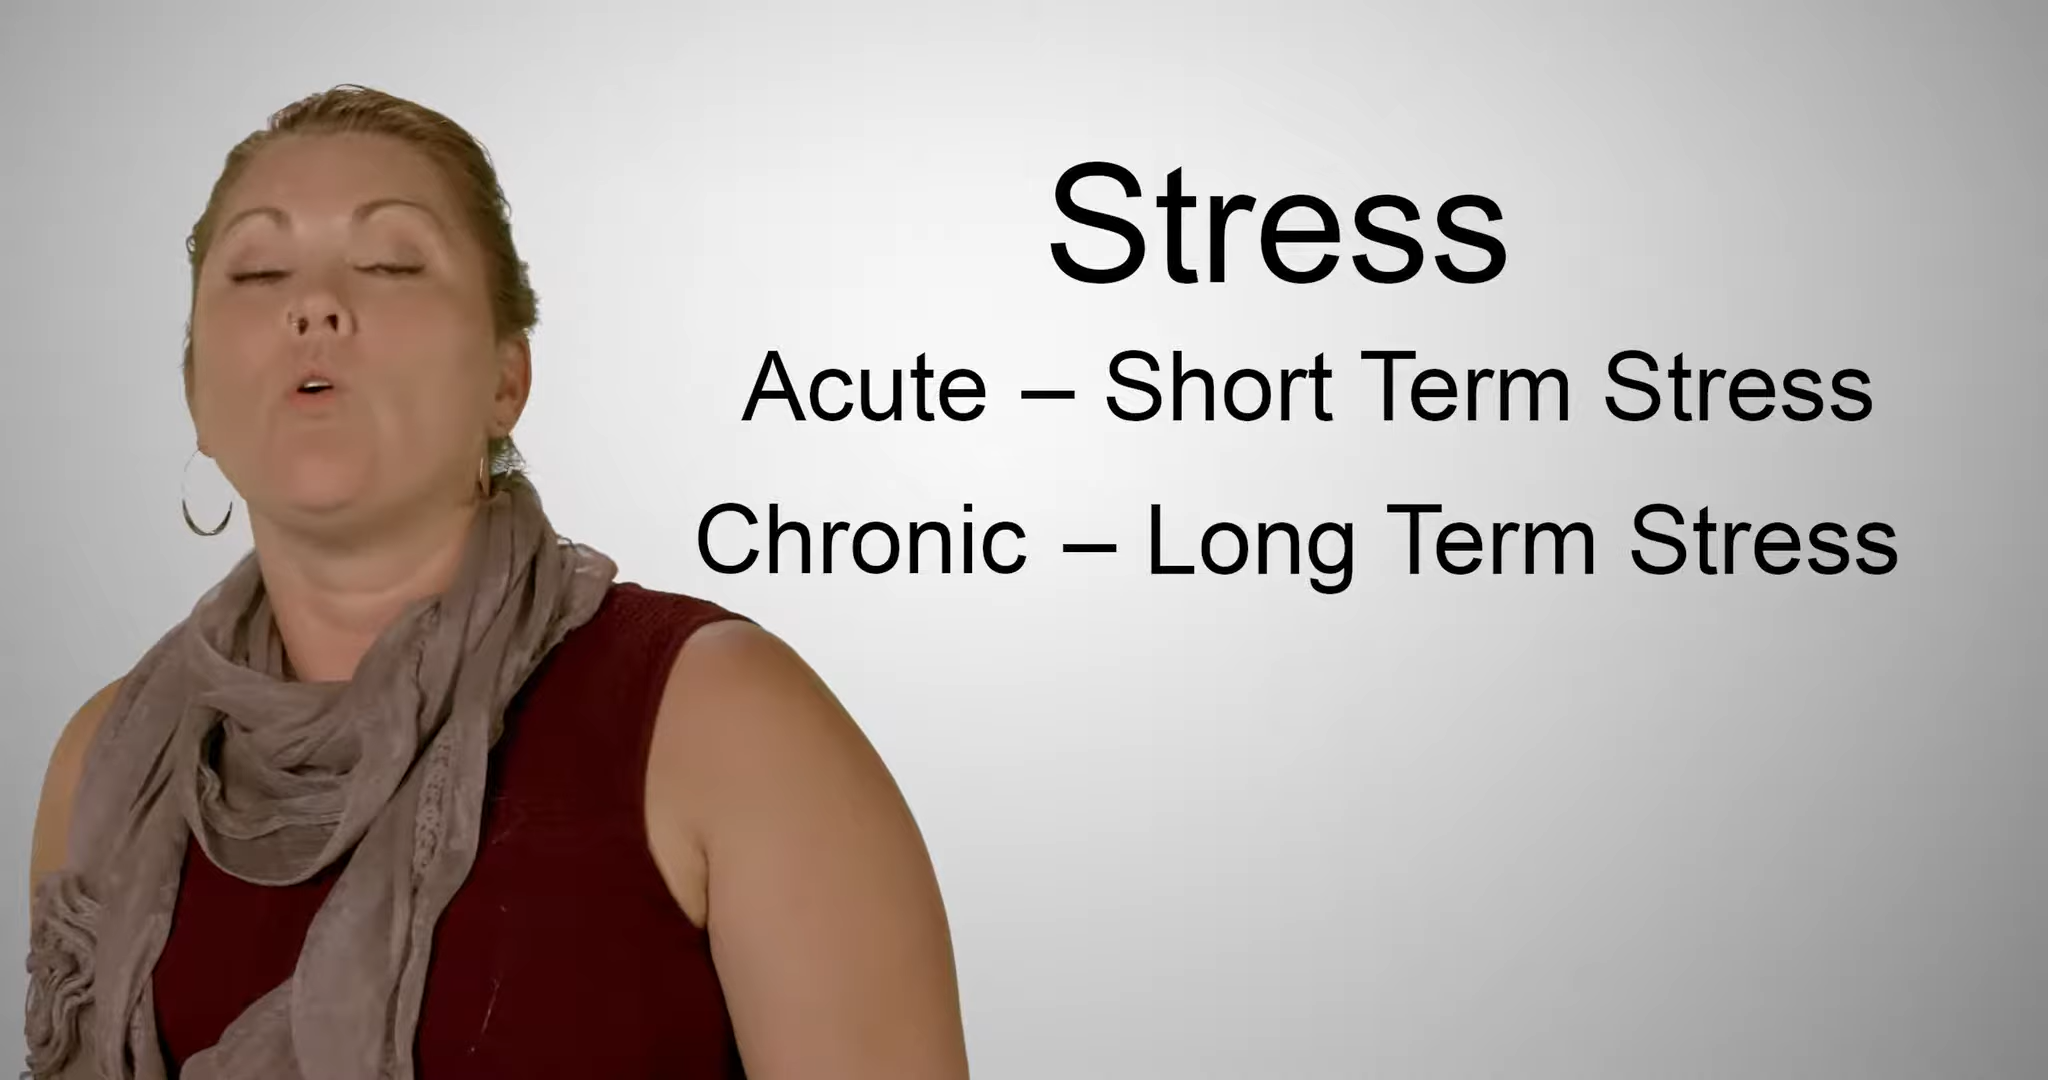 Stress
Acute – Short Term Stress
Chronic – Long Term Stress